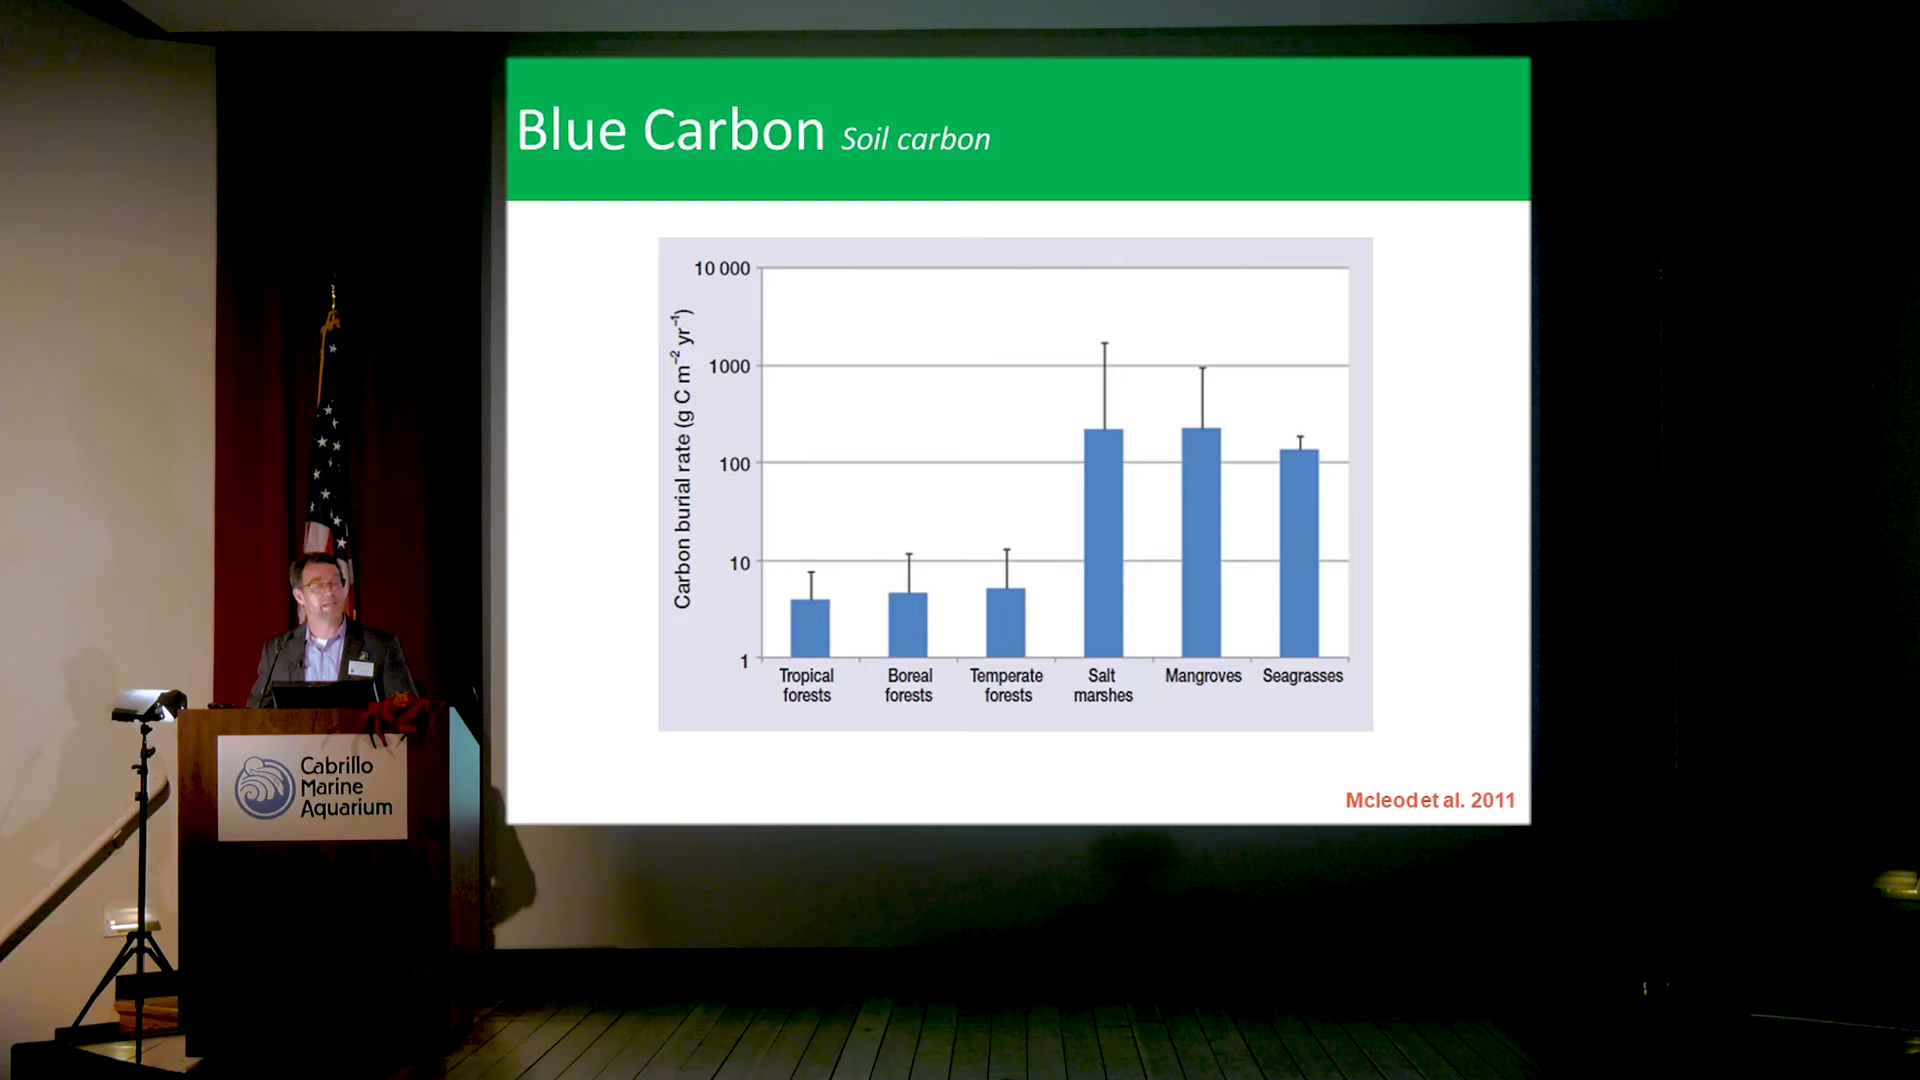 Blue Carbon Soil carbon
10 000
1000
100
10
1
Carbon burial rate (g C m⁻² yr⁻¹)
Tropical forests
Boreal forests
Temperate forests
Salt marshes
Mangroves
Seagrasses
Mcleod et al. 2011
Cabrillo
Marine
Aquarium